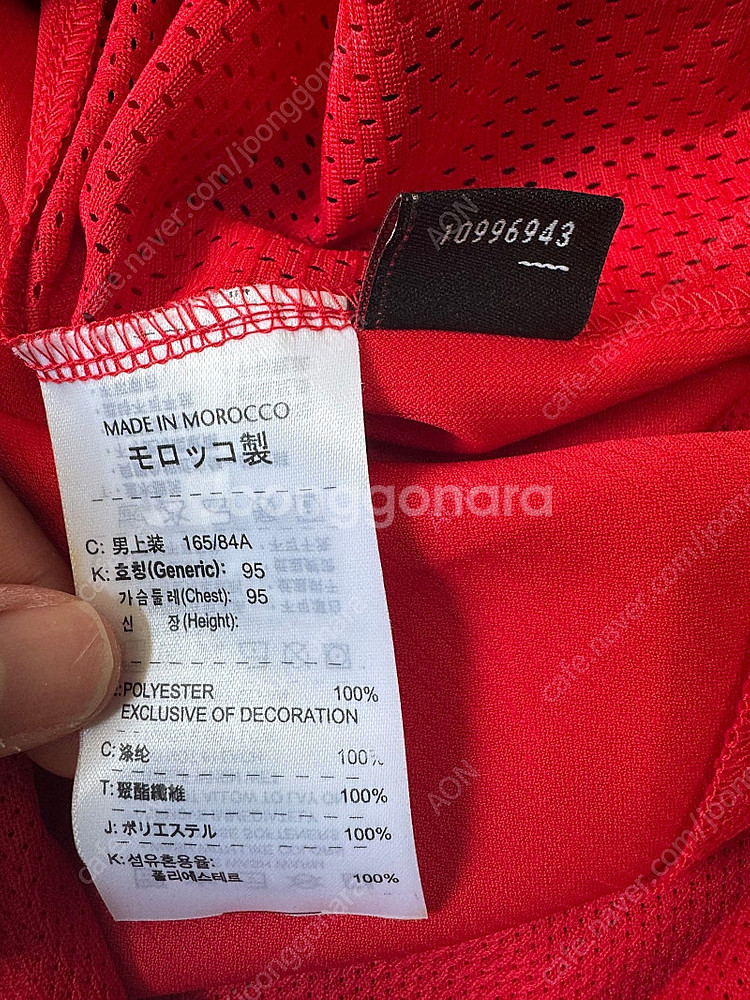 10996943
MADE IN MOROCCO
モロッコ製
C: 男上装 165/84A
K: 호칭(Generic): 95
가슴둘레(Chest): 95
신 장(Height):
:POLYESTER 100%
EXCLUSIVE OF DECORATION
C: 涤纶 100%
T: 聚酯纖維 100%
J: ポリエステル 100%
K: 섬유혼용율:
폴리에스테르 100%
Joonggonara
AON
cafe.naver.com/joonggonara
AON